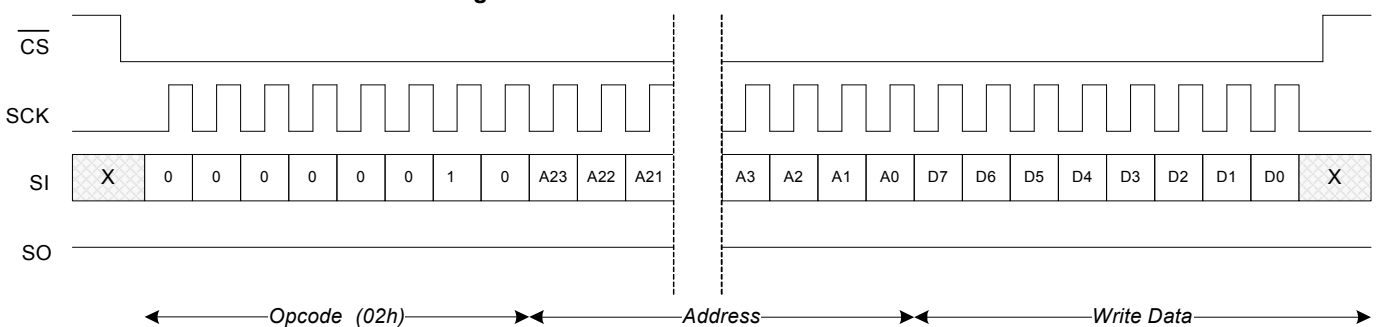 CS
SCK
SI X 0 0 0 0 0 0 1 0 A23 A22 A21 A3 A2 A1 A0 D7 D6 D5 D4 D3 D2 D1 D0 X
SO
Opcode (02h) Address Write Data